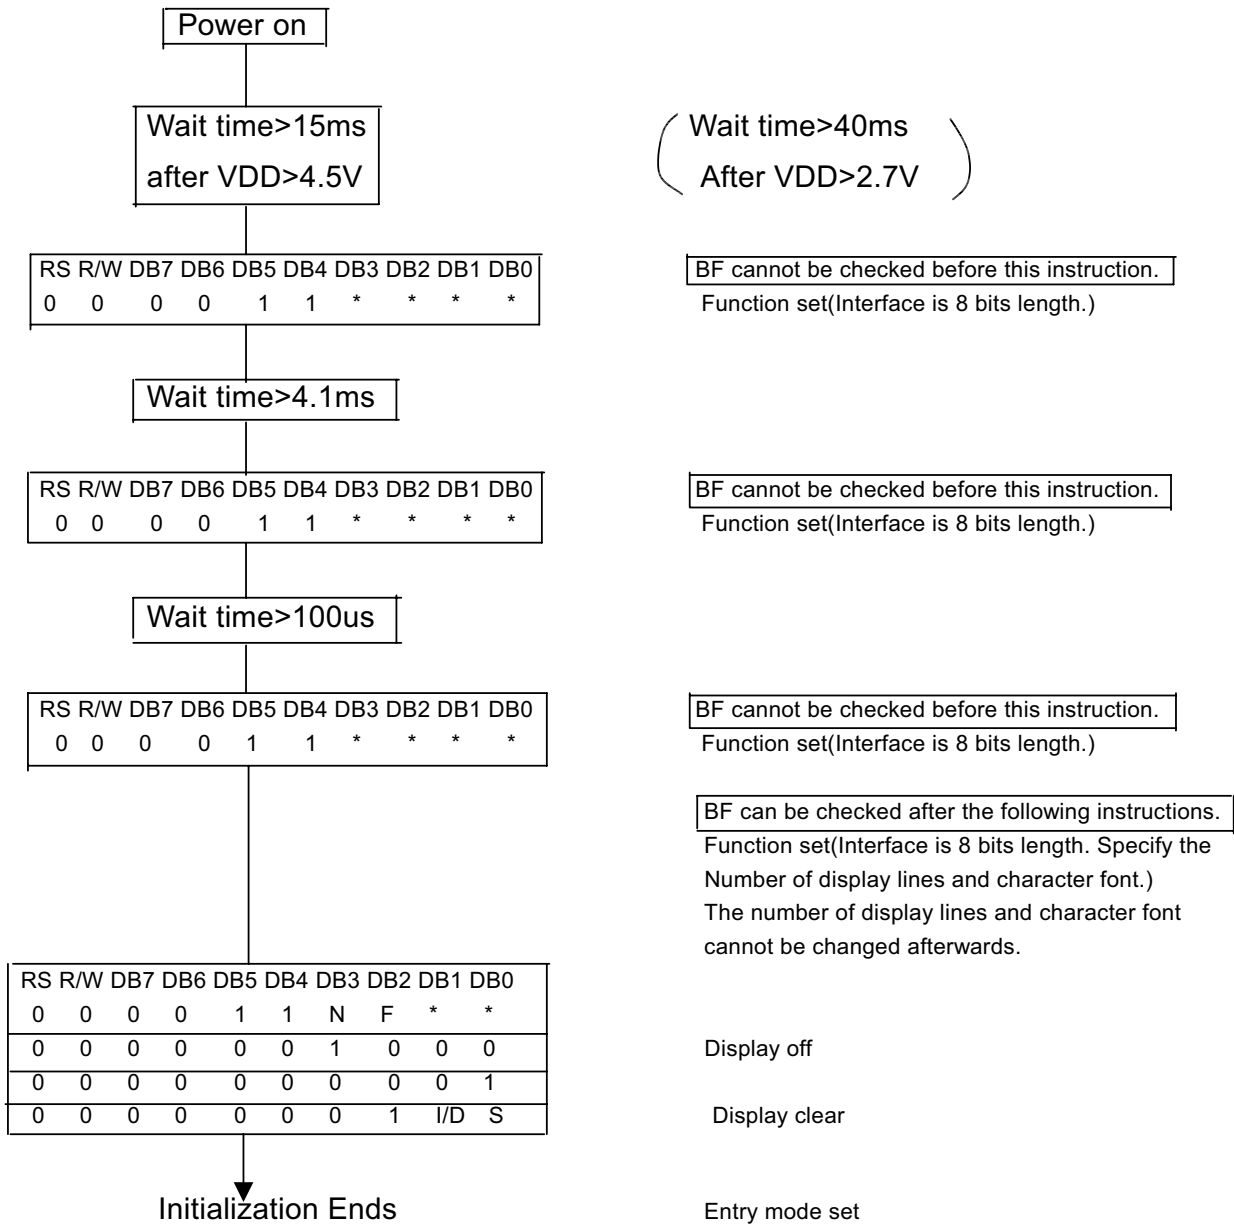 Power on
Wait time>15ms
after VDD>4.5V
Wait time>40ms
After VDD>2.7V
RS R/W DB7 DB6 DB5 DB4 DB3 DB2 DB1 DB0
0 0 0 0 1 1 * * * *
BF cannot be checked before this instruction.
Function set(Interface is 8 bits length.)
Wait time>4.1ms
RS R/W DB7 DB6 DB5 DB4 DB3 DB2 DB1 DB0
0 0 0 0 1 1 * * * *
BF cannot be checked before this instruction.
Function set(Interface is 8 bits length.)
Wait time>100us
RS R/W DB7 DB6 DB5 DB4 DB3 DB2 DB1 DB0
0 0 0 0 1 1 * * * *
BF cannot be checked before this instruction.
Function set(Interface is 8 bits length.)
BF can be checked after the following instructions.
Function set(Interface is 8 bits length. Specify the
Number of display lines and character font.)
The number of display lines and character font
cannot be changed afterwards.
RS R/W DB7 DB6 DB5 DB4 DB3 DB2 DB1 DB0
0 0 0 0 1 1 N F * *
0 0 0 0 0 0 1 0 0 0
Display off
0 0 0 0 0 0 0 0 0 1
0 0 0 0 0 0 0 1 I/D S
Display clear
Initialization Ends
Entry mode set